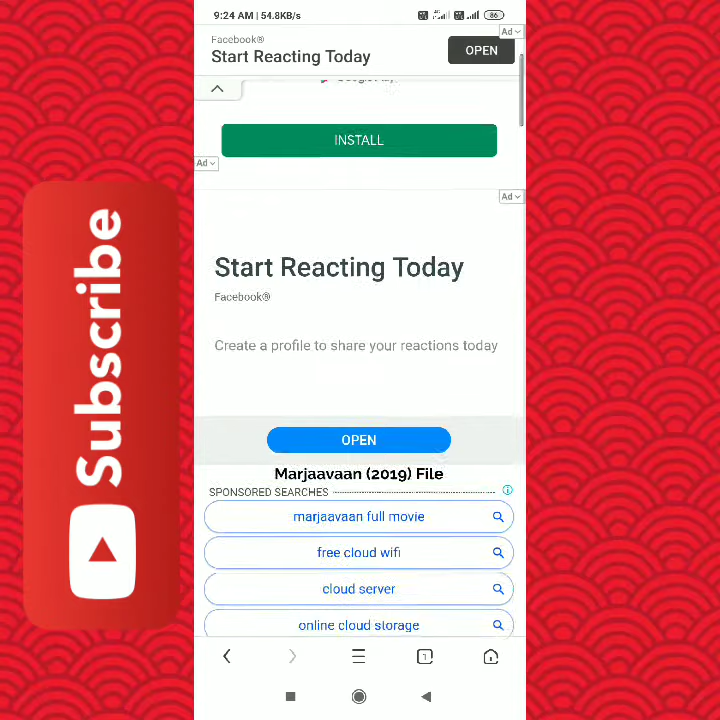 9:24 AM | 54.8KB/s
86
Ad
Facebook®
Start Reacting Today
OPEN
INSTALL
Ad
Ad
Start Reacting Today
Facebook®
Create a profile to share your reactions today
OPEN
Marjaavaan (2019) File
SPONSORED SEARCHES
marjaavaan full movie
free cloud wifi
cloud server
online cloud storage
1
Subscribe